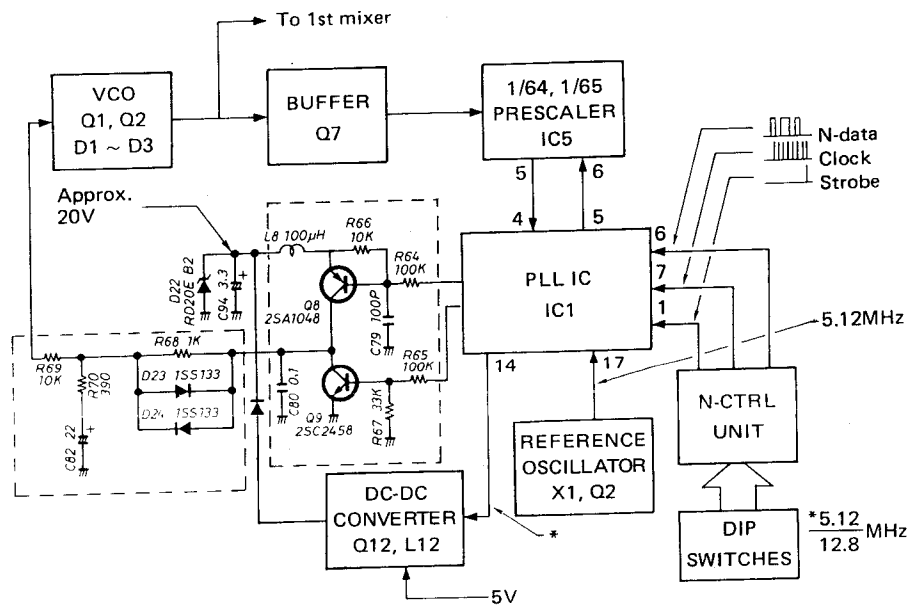 To 1st mixer
VCO
Q1, Q2
D1 ~ D3
BUFFER
Q7
1/64, 1/65
PRESCALER
IC5
N-data
Clock
Strobe
5
6
4
5
Approx.
20V
L8 100μH
R66
10K
R64
100K
D22
RD20E B2
C94 3.3
+
Q8
2SA1048
C79 100P
PLL IC
IC1
6
7
1
5.12MHz
R68 1K
R69
10K
R70
390
D23 1SS133
D24 1SS133
C82 22
+
C80 0.1
R65
100K
Q9
2SC2458
R67 33K
14
17
N-CTRL
UNIT
REFERENCE
OSCILLATOR
X1, Q2
DC-DC
CONVERTER
Q12, L12
*
DIP
SWITCHES
*5.12
12.8
MHz
5V